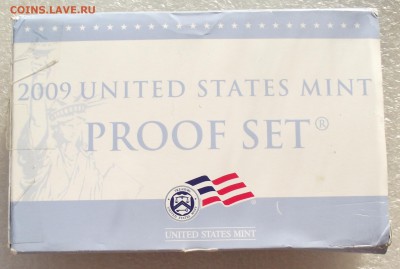 COINS.LAVE.RU
2009 UNITED STATES MINT
PROOF SET®
UNITED STATES MINT